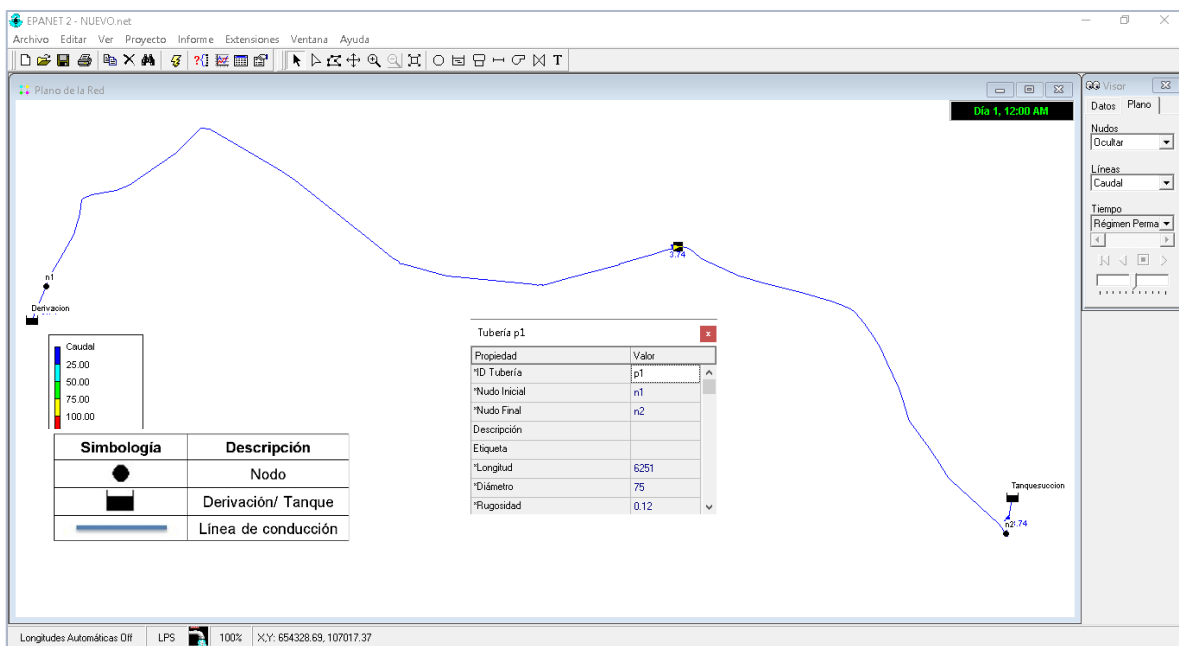 EPANET 2 - NUEVO.net
Archivo Editar Ver Proyecto Informe Extensiones Ventana Ayuda
T
Plano de la Red
Día 1, 12:00 AM
Visor
Datos Plano
Nudos
Ocultar
Líneas
Caudal
Tiempo
Régimen Perma
n1
Derivacion
3.74
Caudal
25.00
50.00
75.00
100.00
Simbología Descripción
Nodo
Derivación/ Tanque
Línea de conducción
Tubería p1
Propiedad Valor
*ID Tubería p1
*Nudo Inicial n1
*Nudo Final n2
Descripción
Etiqueta
*Longitud 6251
*Diámetro 75
*Rugosidad 0.12
Tanquesuccion
n2
.74
Longitudes Automáticas Off LPS 100% X,Y: 654328.69, 107017.37